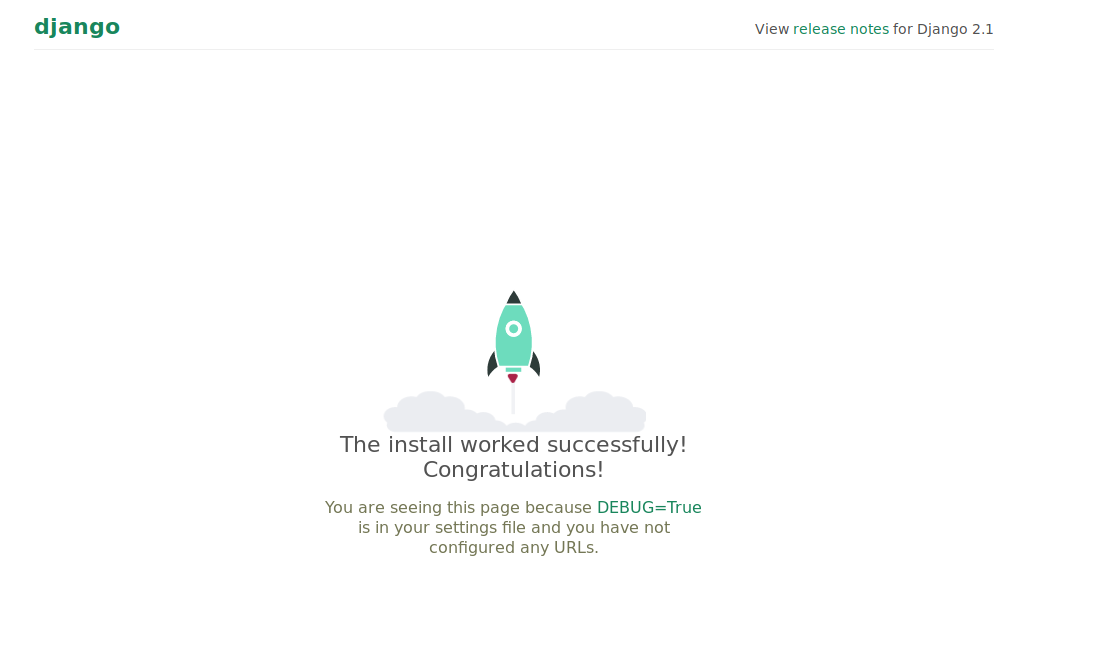 django
View release notes for Django 2.1
The install worked successfully!
Congratulations!
You are seeing this page because DEBUG=True
is in your settings file and you have not
configured any URLs.